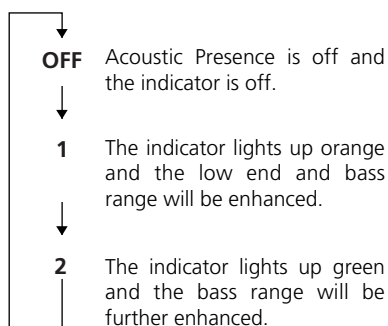 OFF Acoustic Presence is off and
the indicator is off.
1 The indicator lights up orange
and the low end and bass
range will be enhanced.
2 The indicator lights up green
and the bass range will be
further enhanced.